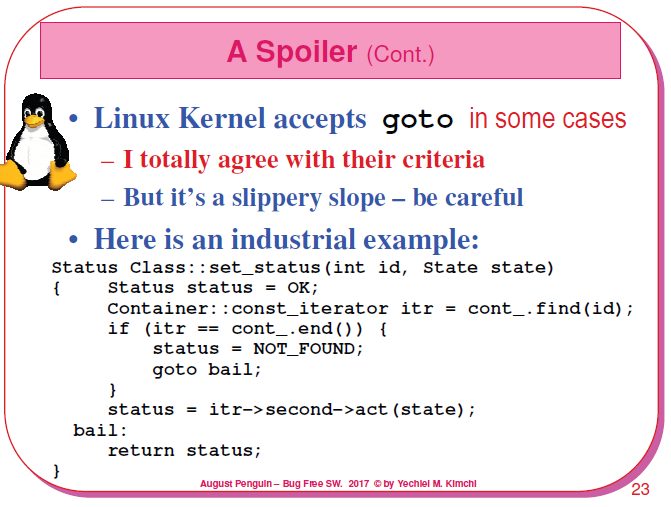 A Spoiler (Cont.)
• Linux Kernel accepts goto in some cases
– I totally agree with their criteria
– But it’s a slippery slope – be careful
• Here is an industrial example:
Status Class::set_status(int id, State state)
{    Status status = OK;
     Container::const_iterator itr = cont_.find(id);
     if (itr == cont_.end()) {
         status = NOT_FOUND;
         goto bail;
     }
     status = itr->second->act(state);
  bail:
     return status;
}
August Penguin – Bug Free SW. 2017 © by Yechiel M. Kimchi
23